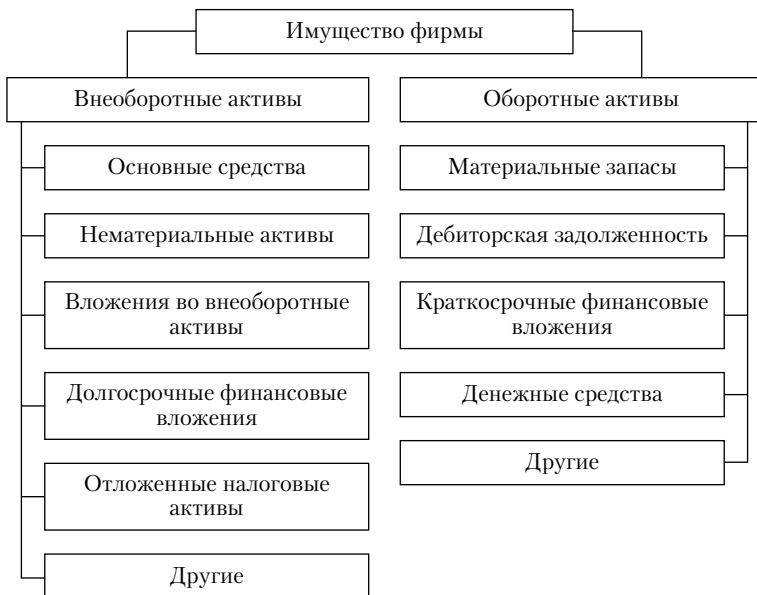 Имущество фирмы
Внеоборотные активы
Основные средства
Нематериальные активы
Вложения во внеоборотные
активы
Долгосрочные финансовые
вложения
Отложенные налоговые
активы
Другие
Оборотные активы
Материальные запасы
Дебиторская задолженность
Краткосрочные финансовые
вложения
Денежные средства
Другие